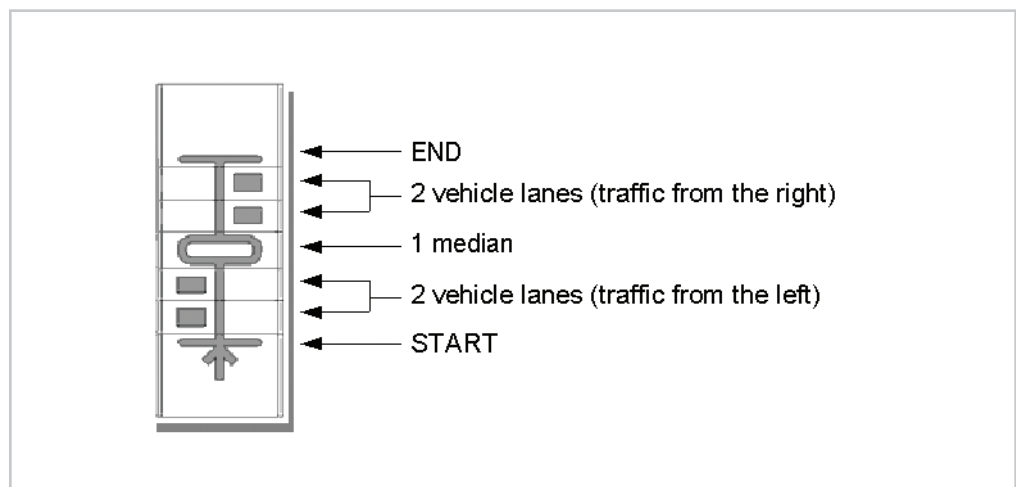 END
2 vehicle lanes (traffic from the right)
1 median
2 vehicle lanes (traffic from the left)
START